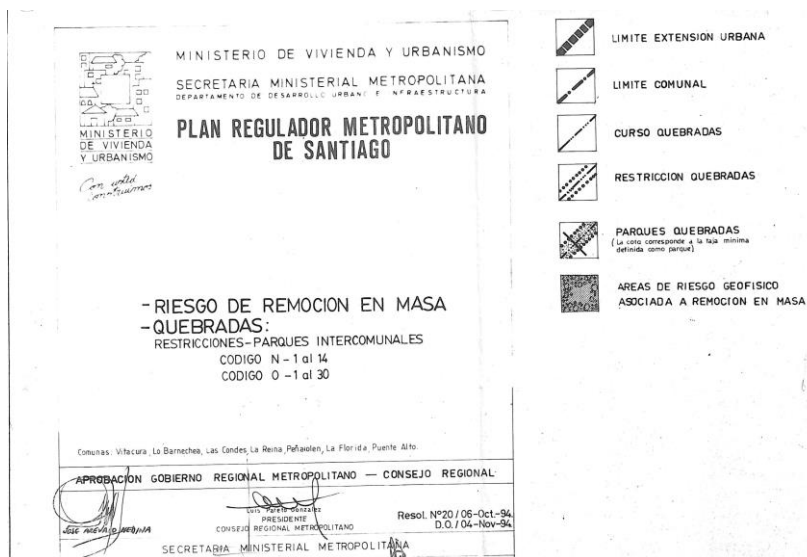 MINISTERIO DE VIVIENDA Y URBANISMO
SECRETARIA MINISTERIAL METROPOLITANA
DEPARTAMENTO DE DESARROLLO URBANO E INFRAESTRUCTURA
MINISTERIO
DE VIVIENDA
Y URBANISMO
Con usted
Construimos
PLAN REGULADOR METROPOLITANO
DE SANTIAGO
-RIESGO DE REMOCION EN MASA
-QUEBRADAS:
RESTRICCIONES-PARQUES INTERCOMUNALES
CODIGO N-1 al 14
CODIGO O-1 al 30
Comunas: Vitacura, Lo Barnechea, Las Condes, La Reina, Peñalolen, La Florida, Puente Alto.
APROBACION GOBIERNO REGIONAL METROPOLITANO — CONSEJO REGIONAL
Luis Pareto Gonzalez
PRESIDENTE
CONSEJO REGIONAL METROPOLITANO
Resol. Nº20/06-Oct.-94
D.O./04-Nov-94
SECRETARIA MINISTERIAL METROPOLITANA
LIMITE EXTENSION URBANA
LIMITE COMUNAL
CURSO QUEBRADAS
RESTRICCION QUEBRADAS
PARQUES QUEBRADAS
(La cota corresponde a la faja minima
definida como parque)
AREAS DE RIESGO GEOFISICO
ASOCIADA A REMOCION EN MASA